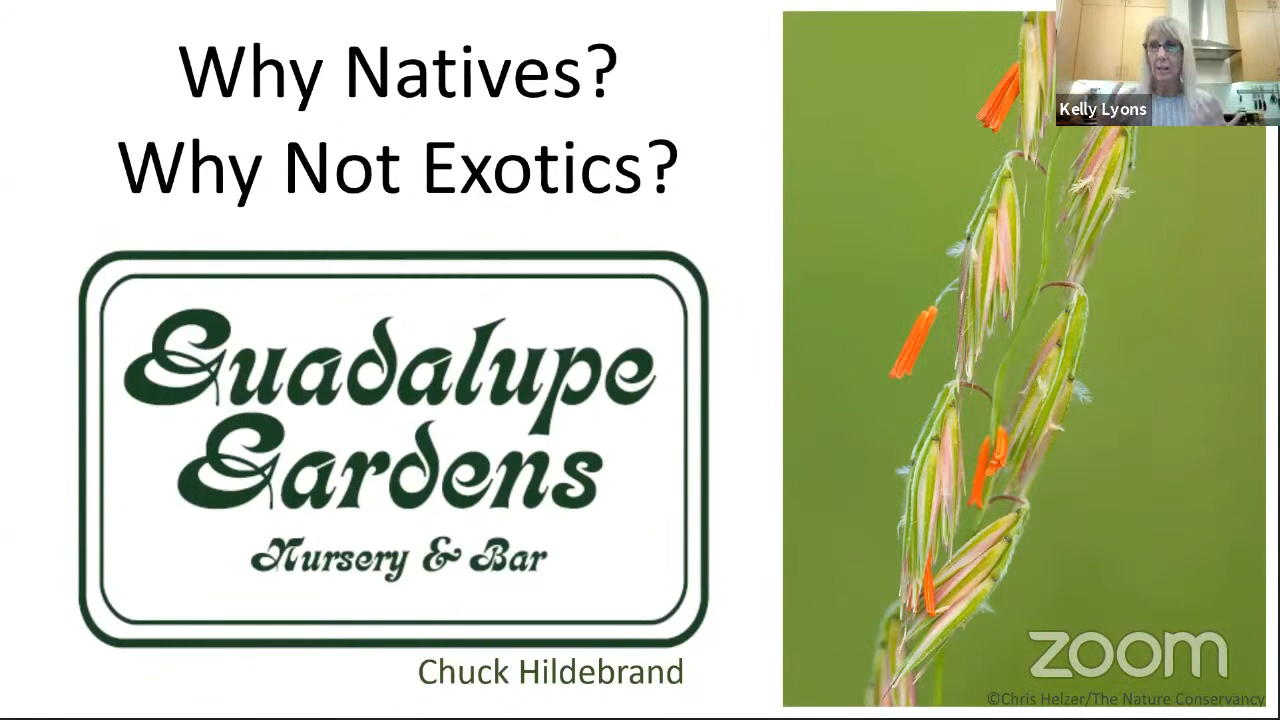 Why Natives?
Why Not Exotics?
Guadalupe
Gardens
Nursery & Bar
Chuck Hildebrand
Kelly Lyons
zoom
©Chris Helzer/The Nature Conservancy